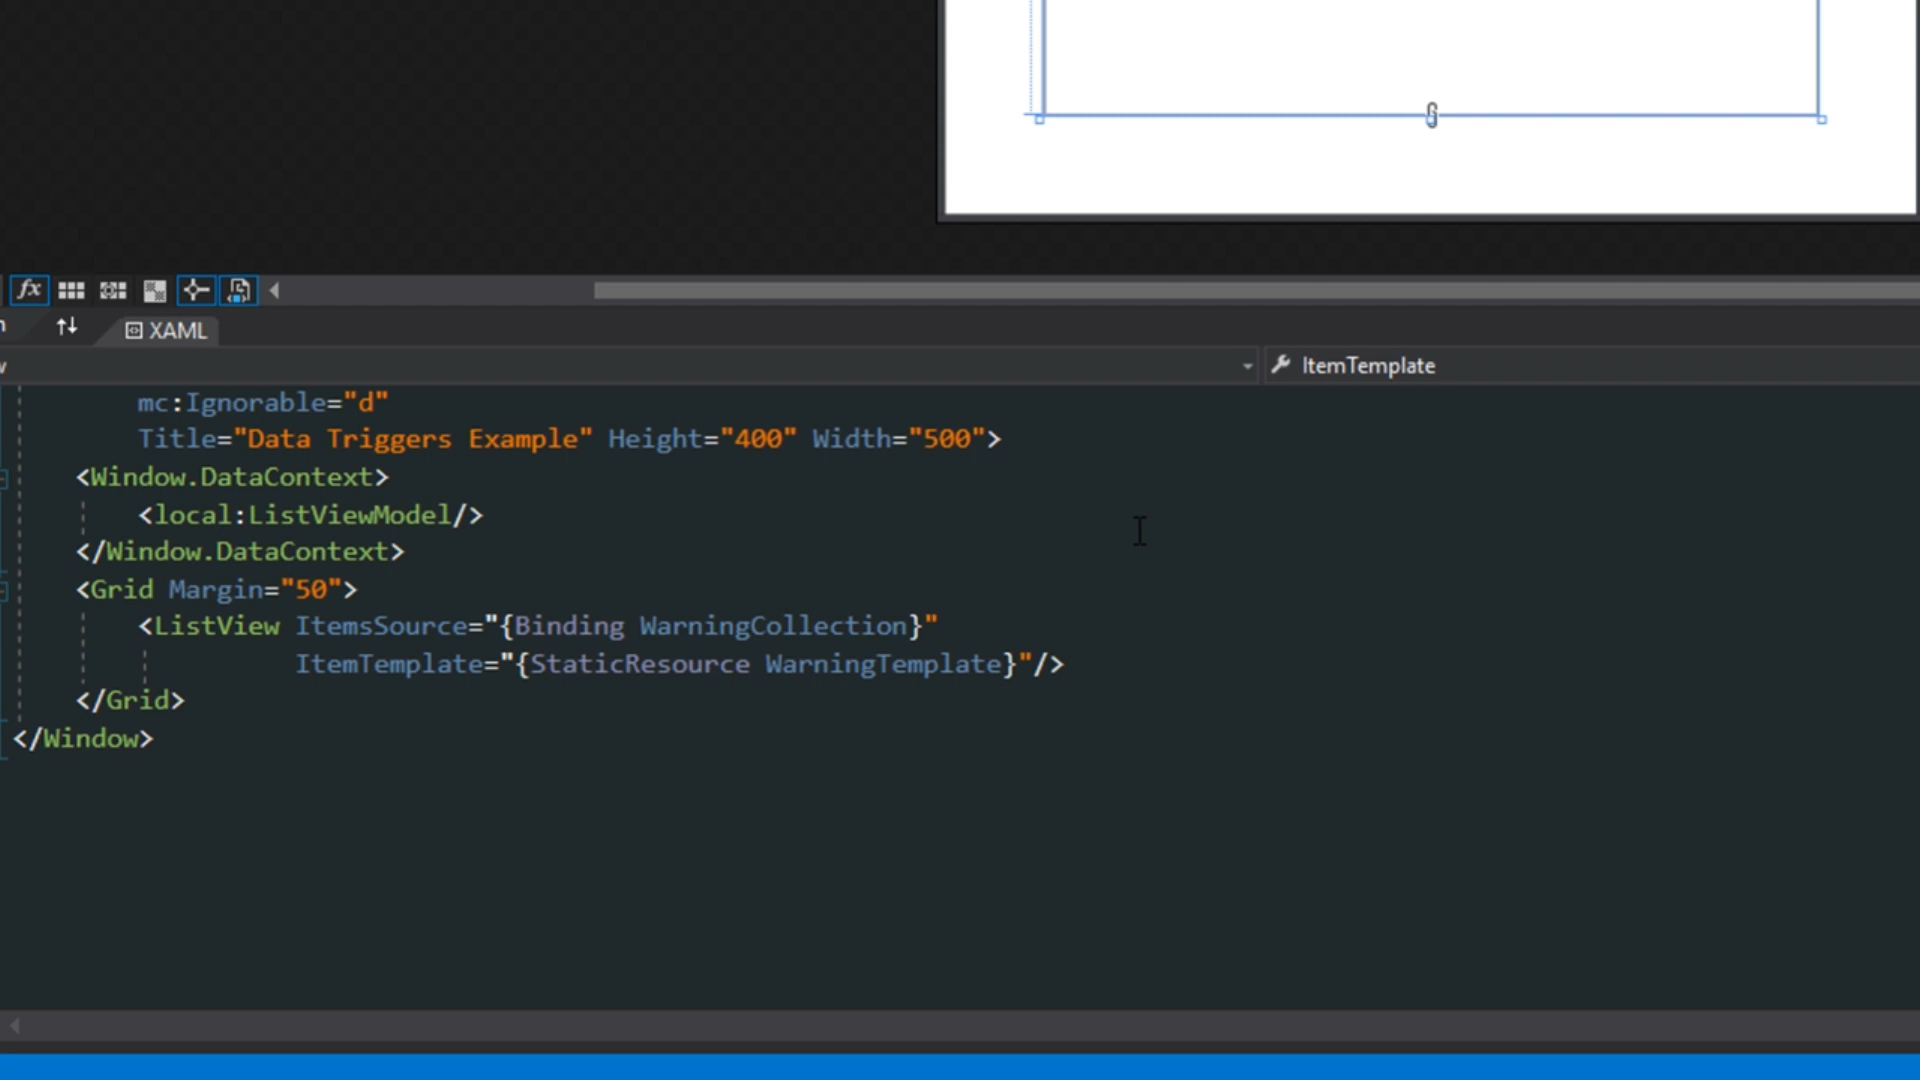 fx
XAML
ItemTemplate
mc:Ignorable="d"
Title="Data Triggers Example" Height="400" Width="500">
<Window.DataContext>
<local:ListViewModel/>
</Window.DataContext>
<Grid Margin="50">
<ListView ItemsSource="{Binding WarningCollection}"
ItemTemplate="{StaticResource WarningTemplate}"/>
</Grid>
</Window>